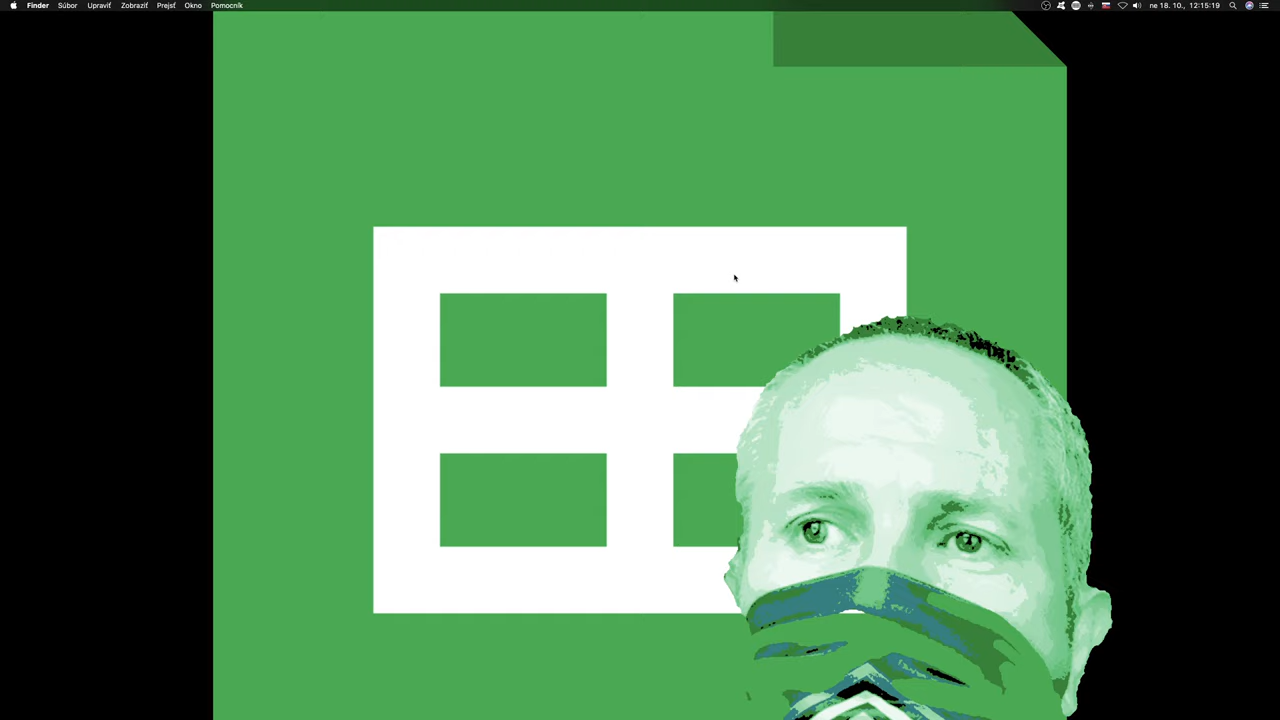 Finder Súbor Upraviť Zobraziť Prejsť Okno Pomocník ne 18. 10., 12:15:19